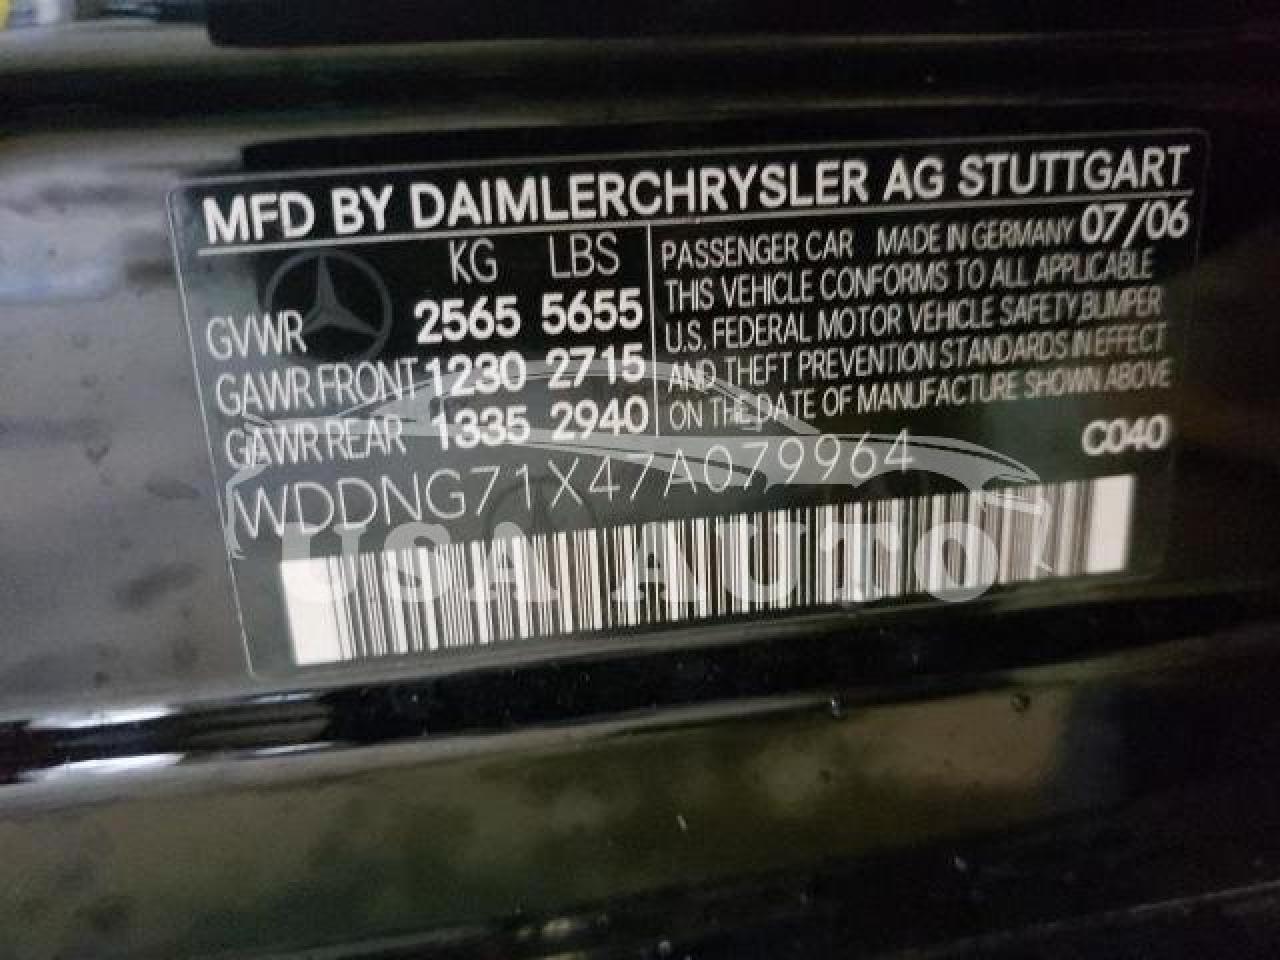 MFD BY DAIMLERCHRYSLER AG STUTTGART
KG LBS
GVWR 2565 5655
GAWR FRONT 1230 2715
GAWR REAR 1335 2940
PASSENGER CAR MADE IN GERMANY 07/06
THIS VEHICLE CONFORMS TO ALL APPLICABLE
U.S. FEDERAL MOTOR VEHICLE SAFETY,BUMPER
AND THEFT PREVENTION STANDARDS IN EFFECT
ON THE DATE OF MANUFACTURE SHOWN ABOVE
C040
WDDNG71X47A079964
USA AUTO